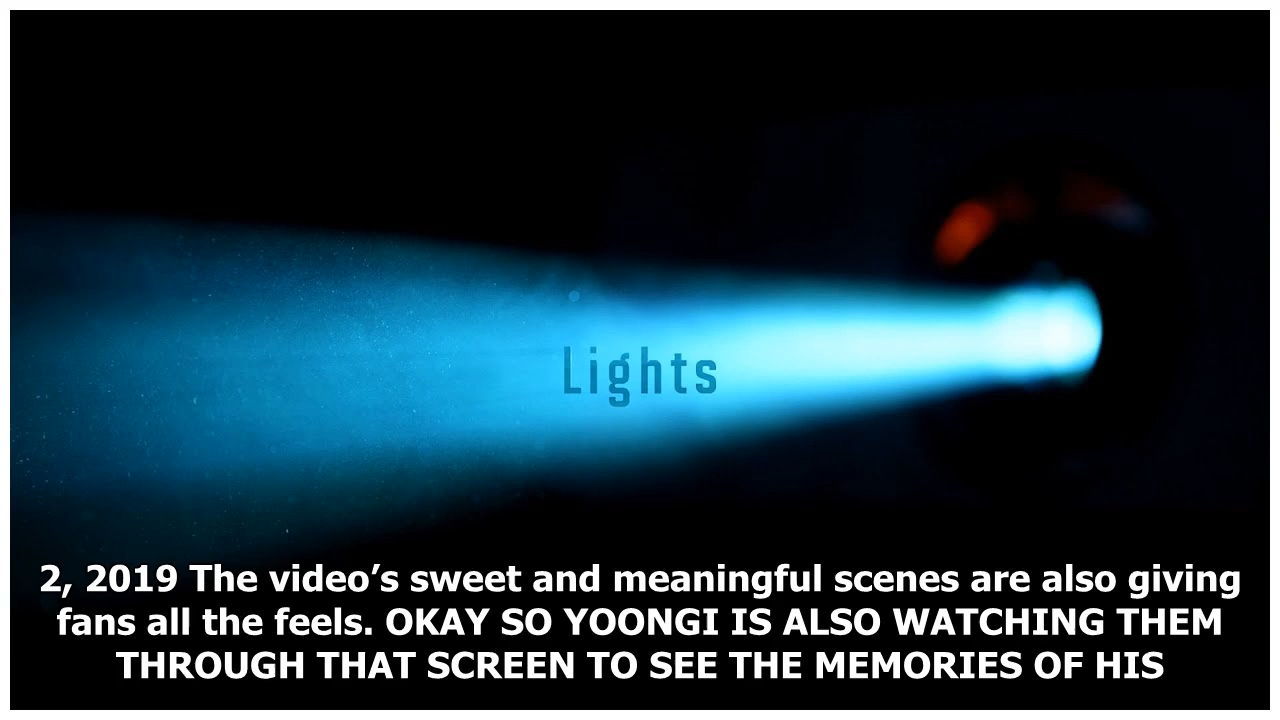 Lights
2, 2019 The video’s sweet and meaningful scenes are also giving
fans all the feels. OKAY SO YOONGI IS ALSO WATCHING THEM
THROUGH THAT SCREEN TO SEE THE MEMORIES OF HIS